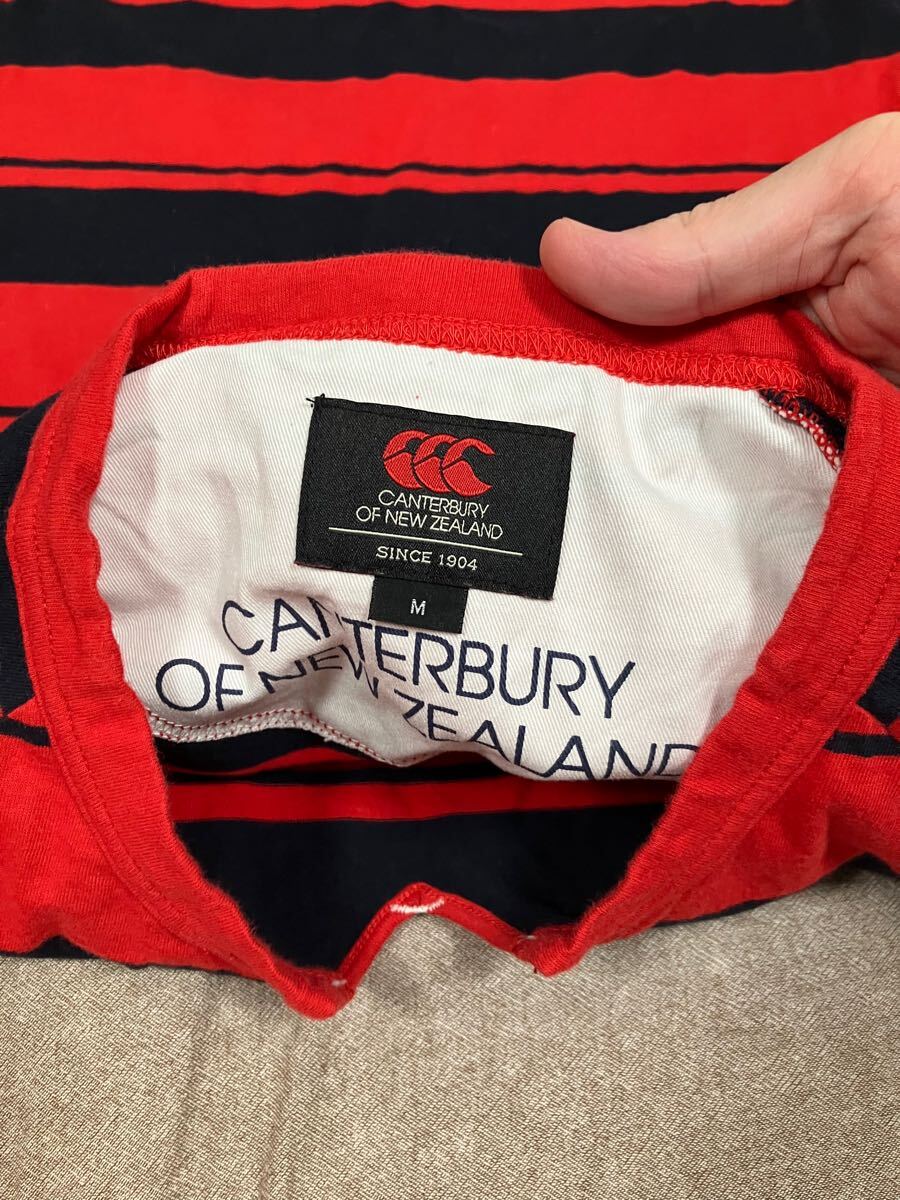 CANTERBURY
OF NEW ZEALAND
SINCE 1904
M
CANTERBURY
OF NEW ZEALAND